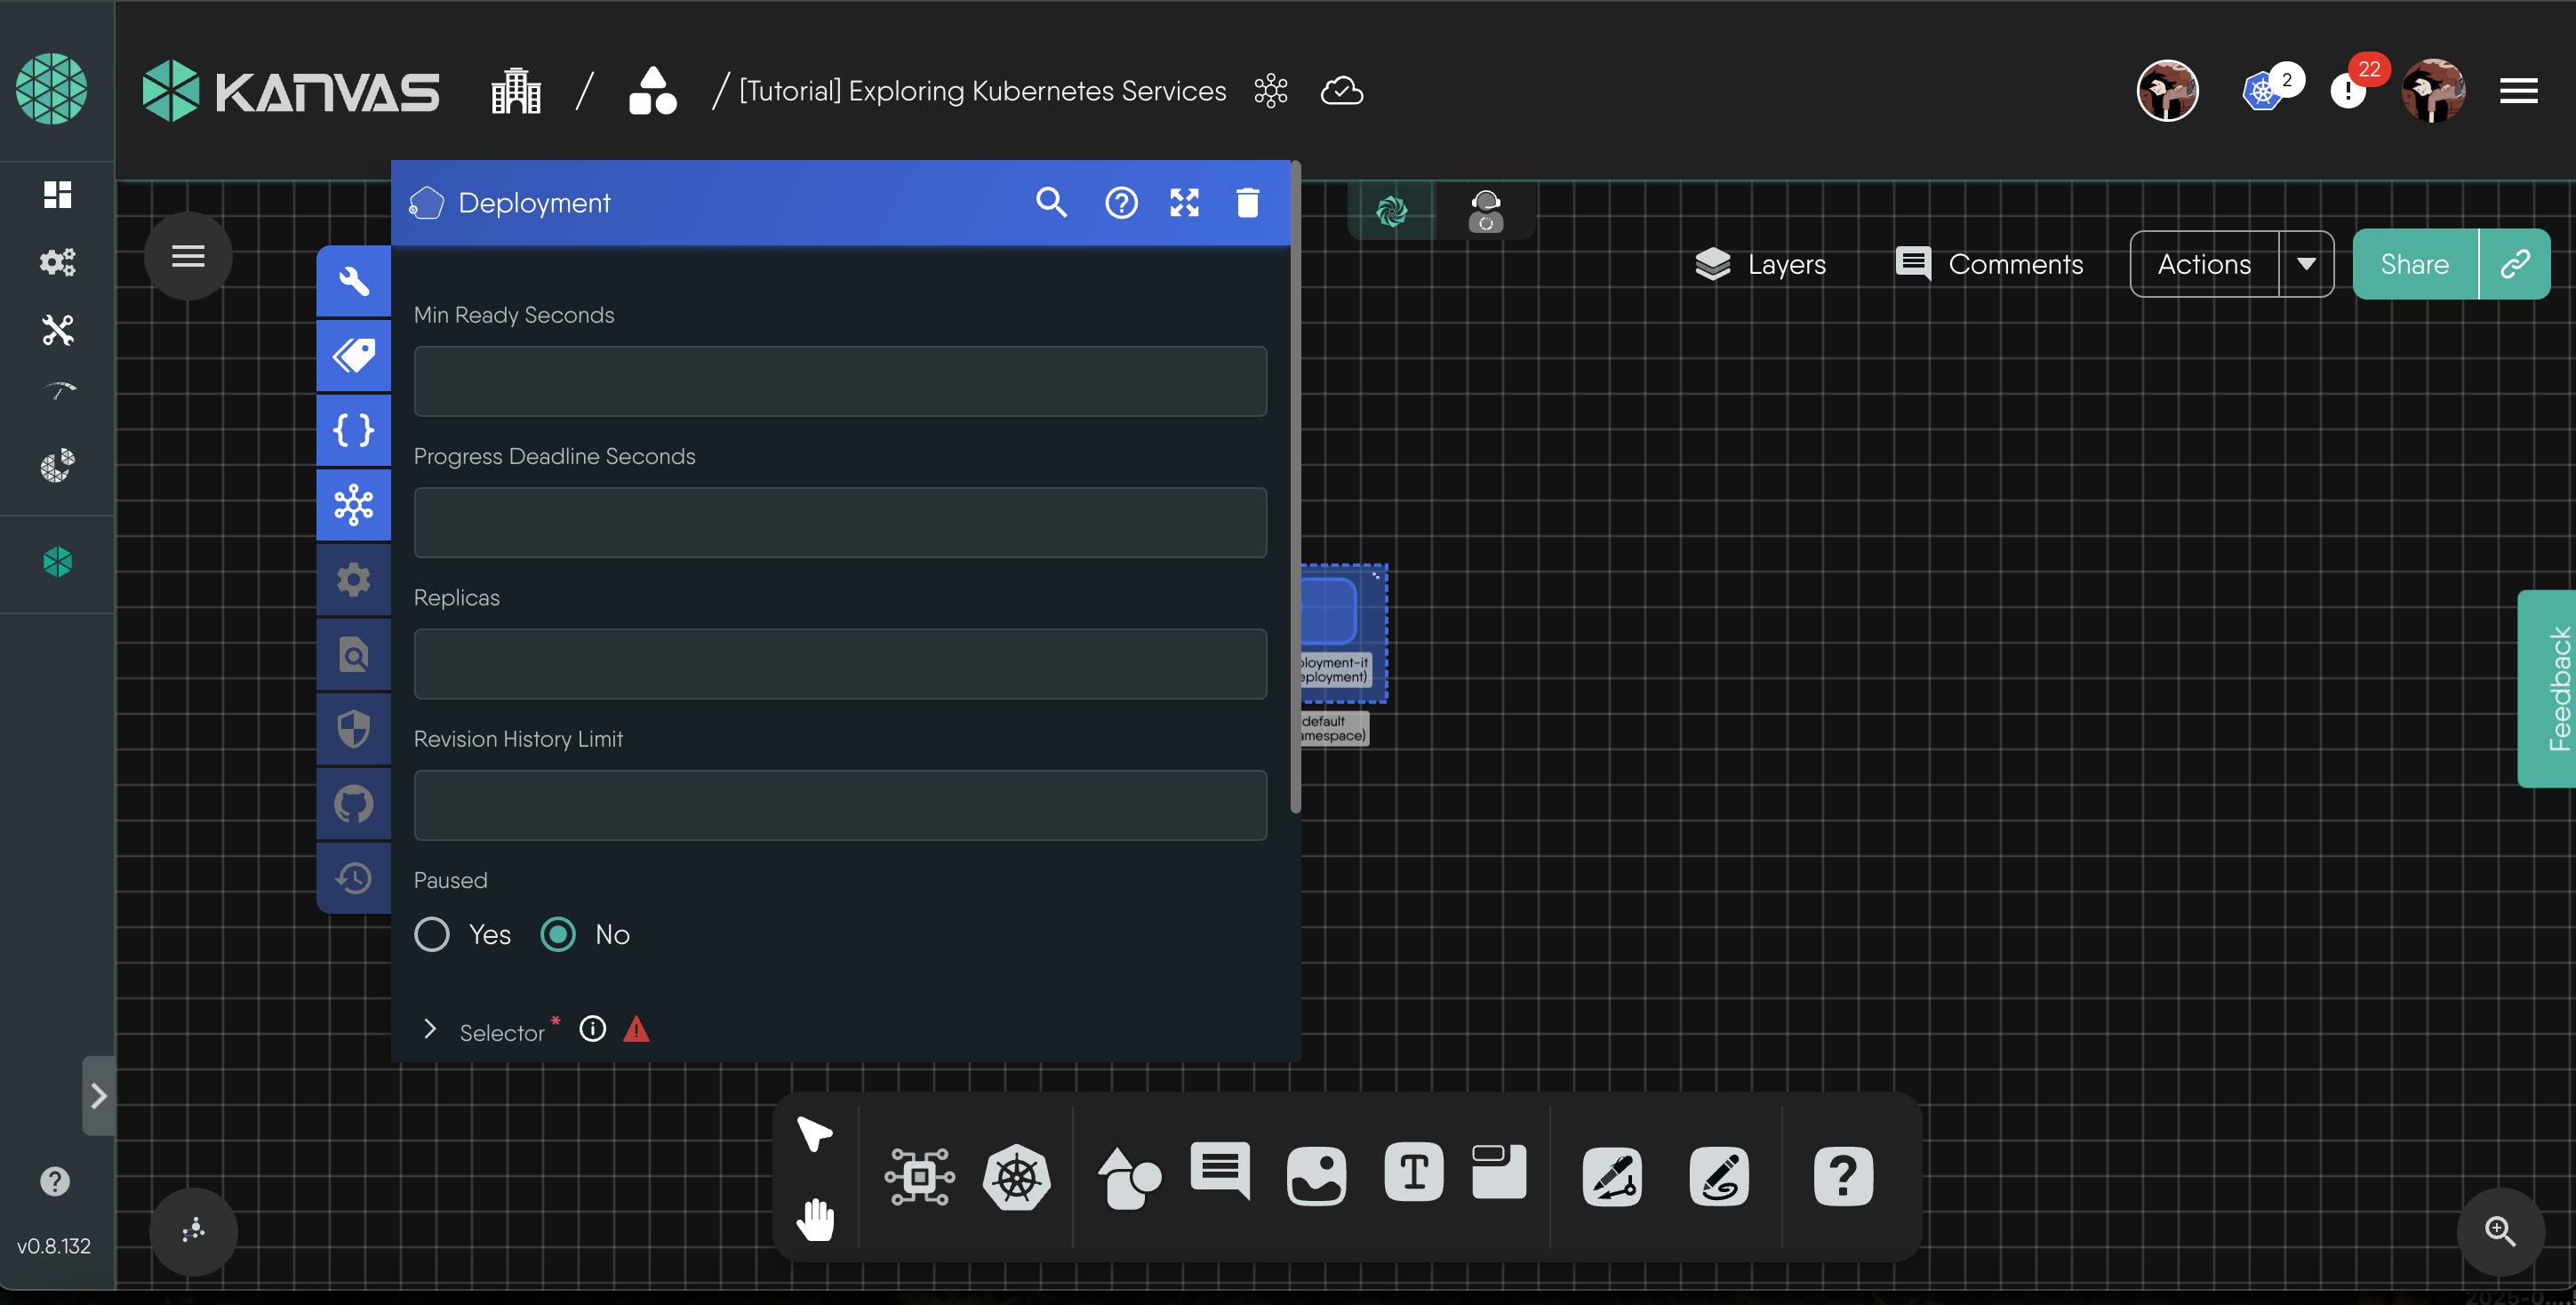 KANVAS
/ / [Tutorial] Exploring Kubernetes Services
2
22
Deployment
Layers
Comments
Actions
Share
Min Ready Seconds
Progress Deadline Seconds
Replicas
Revision History Limit
Paused
Yes
No
Selector *
ployment-it
eployment)
default
amespace)
Feedback
v0.8.132